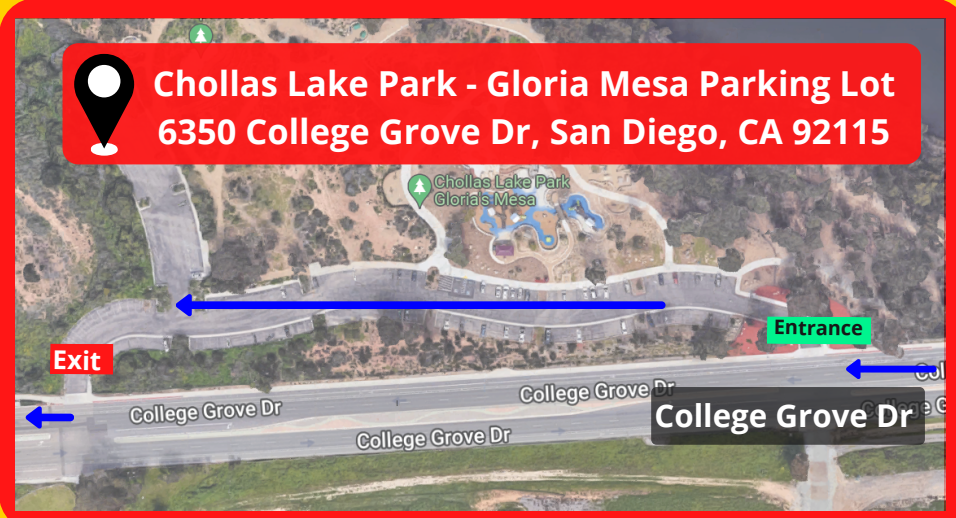 Chollas Lake Park - Gloria Mesa Parking Lot
6350 College Grove Dr, San Diego, CA 92115
Chollas Lake Park
Gloria's Mesa
Entrance
Exit
College Grove Dr
College Grove Dr
College Grove Dr
College Grove Dr